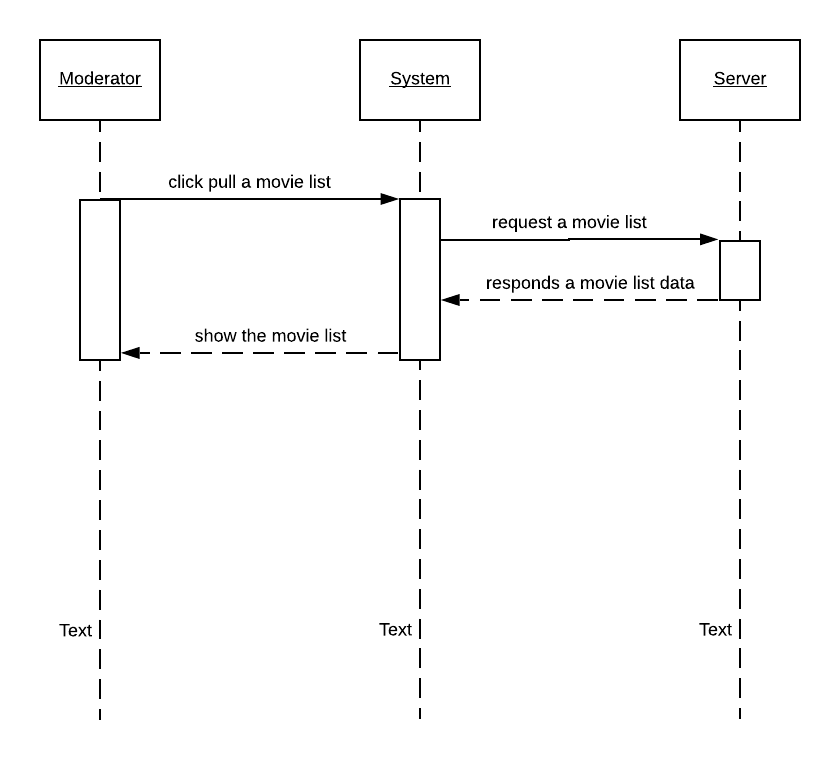 Moderator
System
Server
click pull a movie list
request a movie list
responds a movie list data
show the movie list
Text
Text
Text